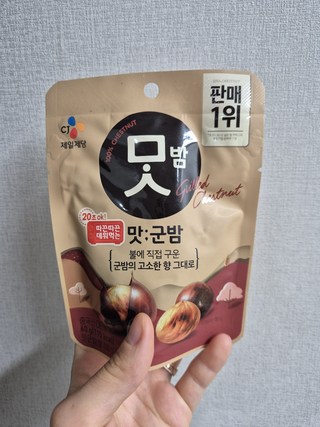 CJ
제일제당
100% CHESTNUT
맛밤
판매
1위
Grilled
Chestnut
20초 ok!
따끈따끈
데워먹는
맛:군밤
불에 직접 구운
군밤의 고소한 향 그대로